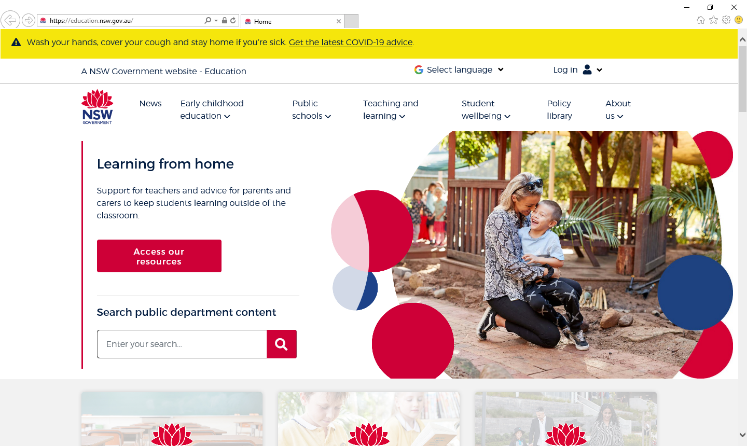 https://education.nsw.gov.au/
Home
Wash your hands, cover your cough and stay home if you're sick. Get the latest COVID-19 advice.
A NSW Government website - Education
Select language
Log in
NSW
GOVERNMENT
News
Early childhood
education
Public
schools
Teaching and
learning
Student
wellbeing
Policy
library
About
us
Learning from home
Support for teachers and advice for parents and
carers to keep students learning outside of the
classroom.
Access our
resources
Search public department content
Enter your search...